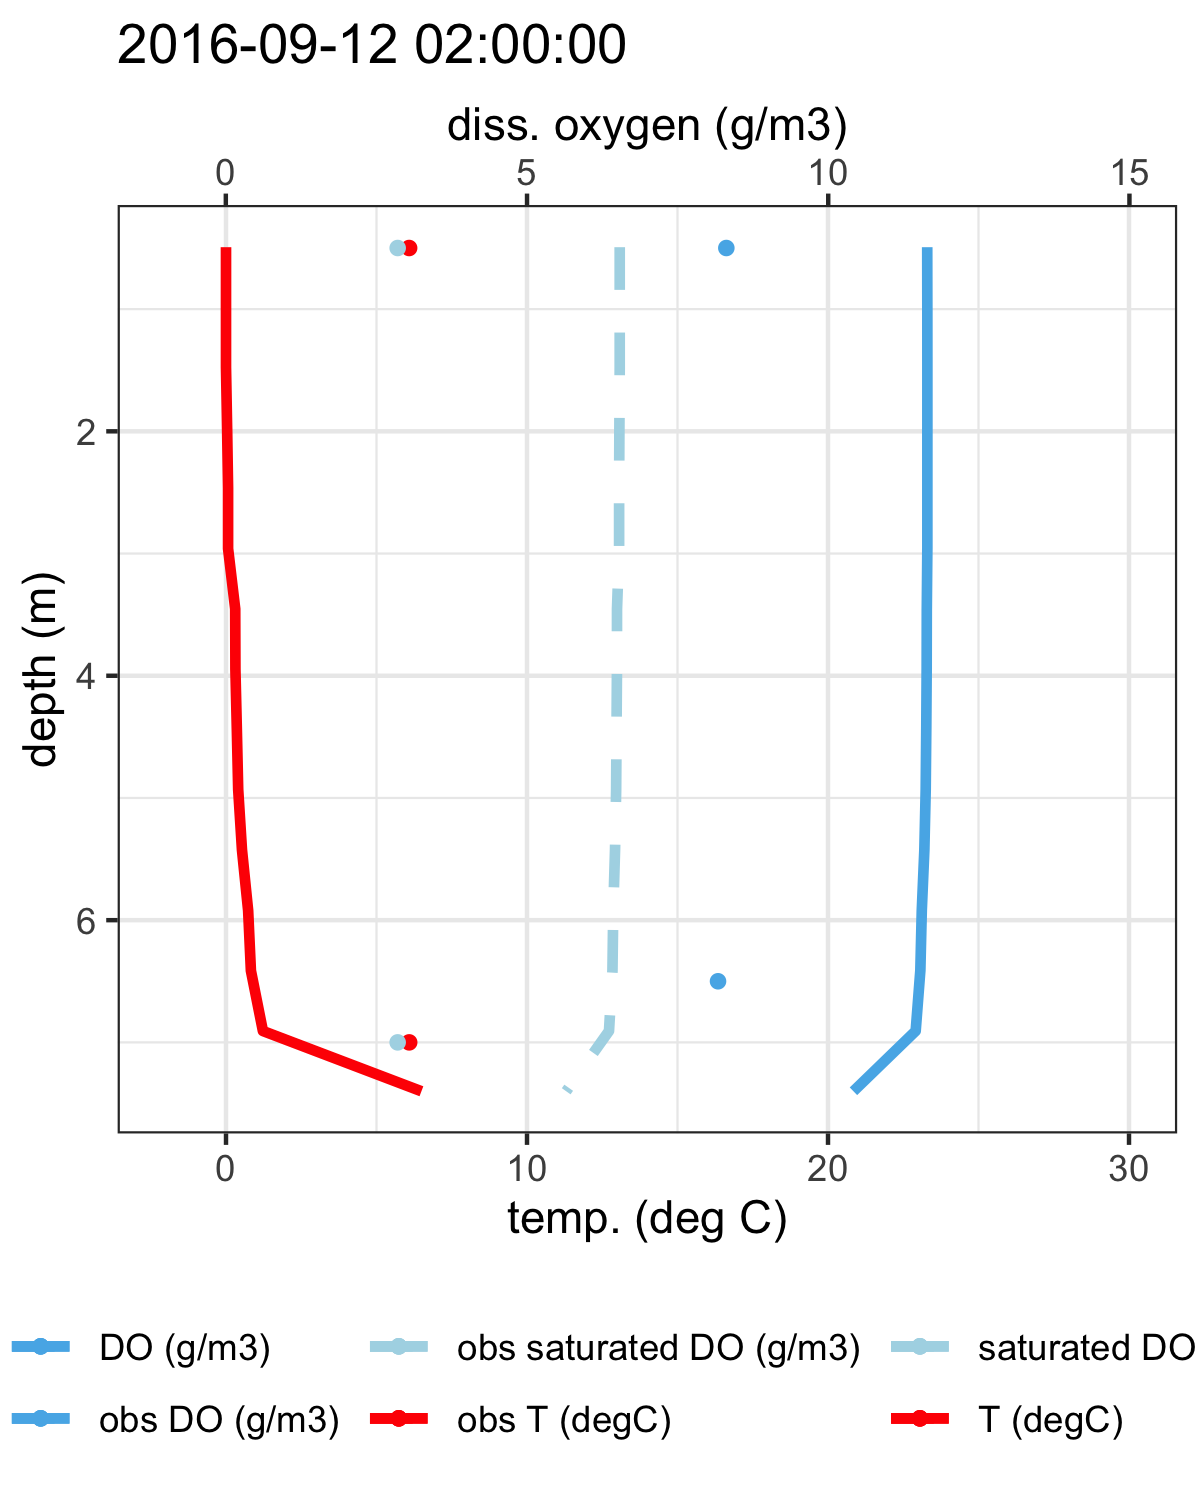 2016-09-12 02:00:00
diss. oxygen (g/m3)
0 5 10 15
depth (m)
2
4
6
0 10 20 30
temp. (deg C)
DO (g/m3) obs saturated DO (g/m3) saturated DO
obs DO (g/m3) obs T (degC) T (degC)